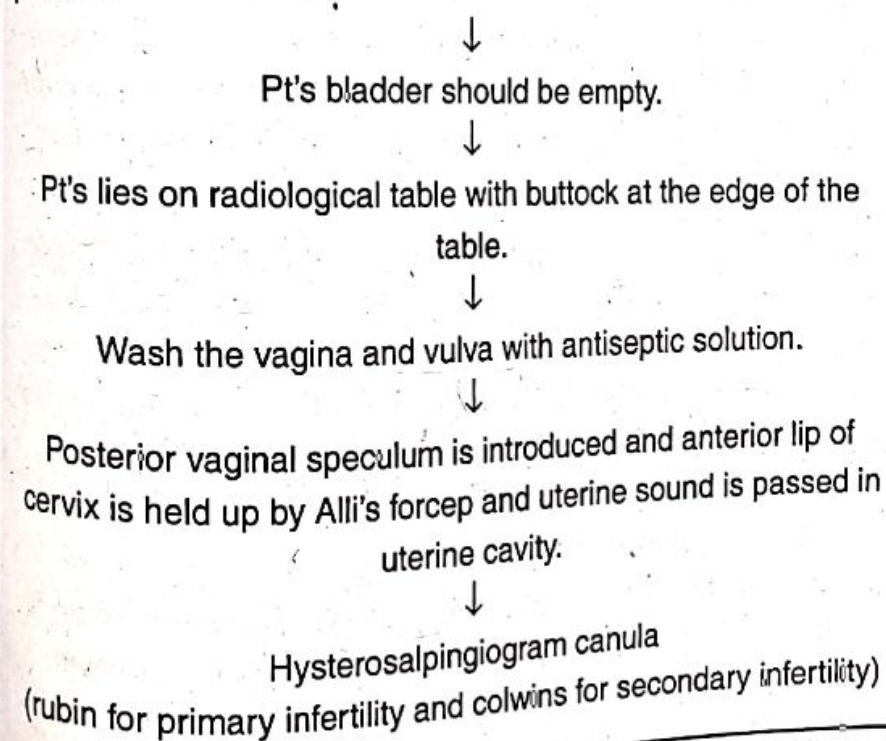 ↓
Pt's bladder should be empty.
↓
Pt's lies on radiological table with buttock at the edge of the
table.
↓
Wash the vagina and vulva with antiseptic solution.
↓
Posterior vaginal speculum is introduced and anterior lip of
cervix is held up by Alli's forcep and uterine sound is passed in
uterine cavity.
↓
Hysterosalpingiogram canula
(rubin for primary infertility and colwins for secondary infertility)